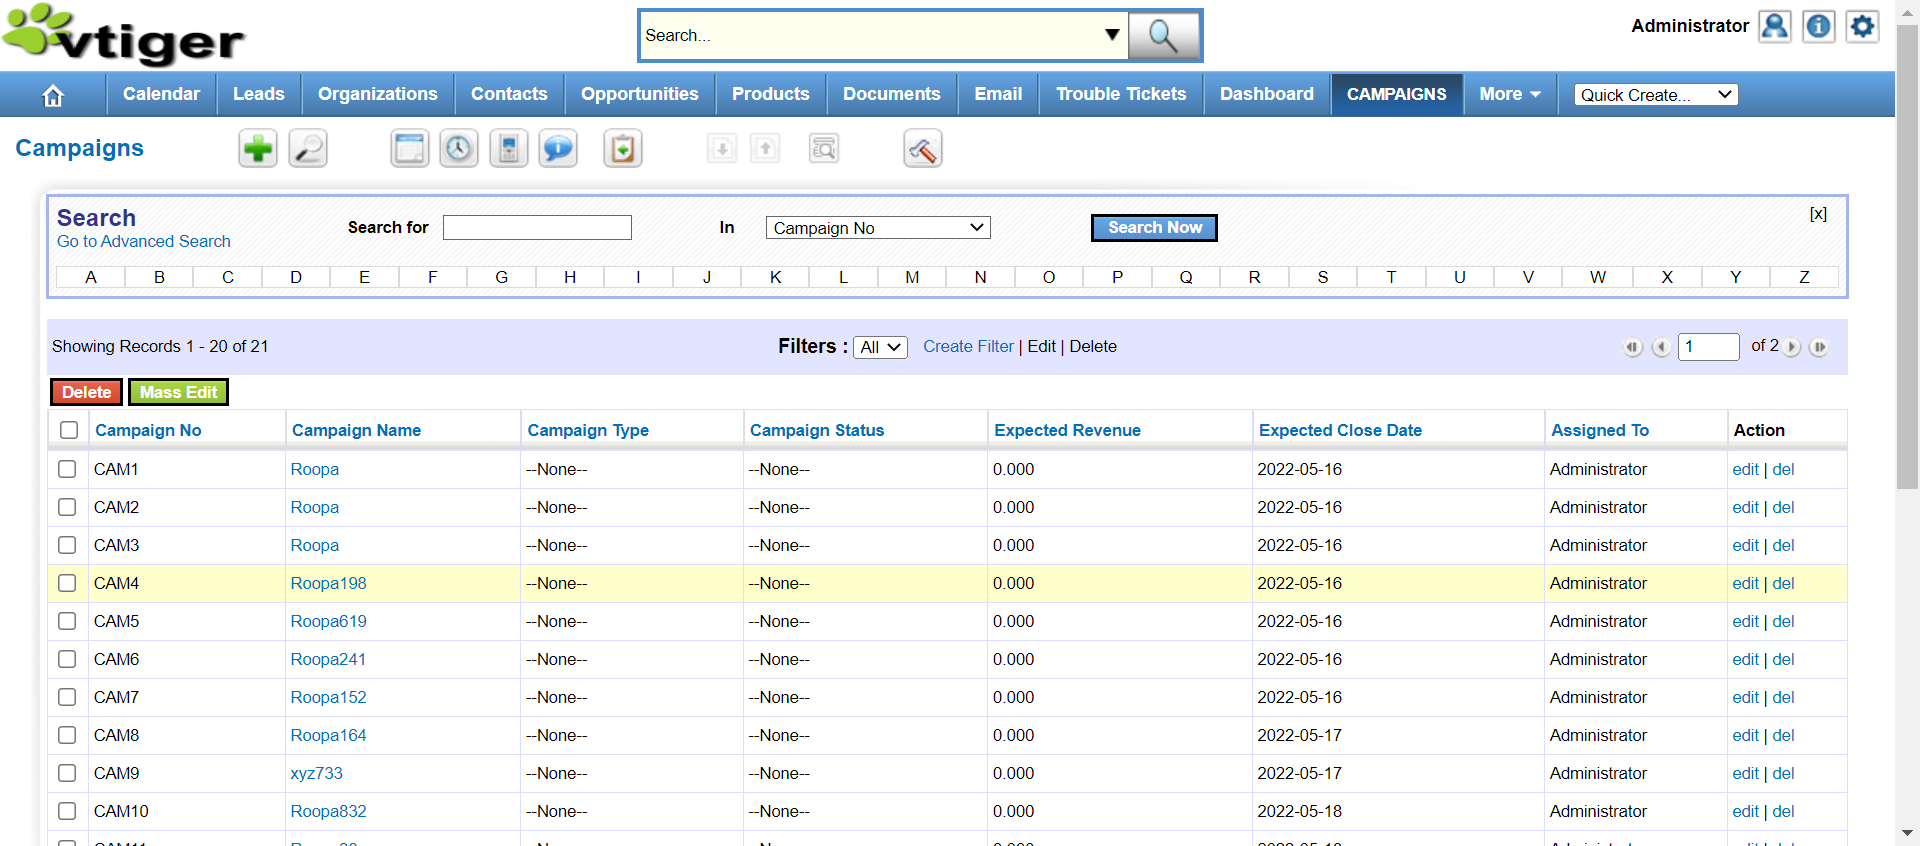 vtiger
Search...
Administrator
Calendar Leads Organizations Contacts Opportunities Products Documents Email Trouble Tickets Dashboard CAMPAIGNS More Quick Create...
Campaigns
Search
Go to Advanced Search
Search for In Campaign No Search Now [x]
A B C D E F G H I J K L M N O P Q R S T U V W X Y Z
Showing Records 1 - 20 of 21 Filters : All Create Filter | Edit | Delete 1 of 2
Delete Mass Edit
Campaign No Campaign Name Campaign Type Campaign Status Expected Revenue Expected Close Date Assigned To Action
CAM1 Roopa --None-- --None-- 0.000 2022-05-16 Administrator edit | del
CAM2 Roopa --None-- --None-- 0.000 2022-05-16 Administrator edit | del
CAM3 Roopa --None-- --None-- 0.000 2022-05-16 Administrator edit | del
CAM4 Roopa198 --None-- --None-- 0.000 2022-05-16 Administrator edit | del
CAM5 Roopa619 --None-- --None-- 0.000 2022-05-16 Administrator edit | del
CAM6 Roopa241 --None-- --None-- 0.000 2022-05-16 Administrator edit | del
CAM7 Roopa152 --None-- --None-- 0.000 2022-05-16 Administrator edit | del
CAM8 Roopa164 --None-- --None-- 0.000 2022-05-17 Administrator edit | del
CAM9 xyz733 --None-- --None-- 0.000 2022-05-17 Administrator edit | del
CAM10 Roopa832 --None-- --None-- 0.000 2022-05-18 Administrator edit | del